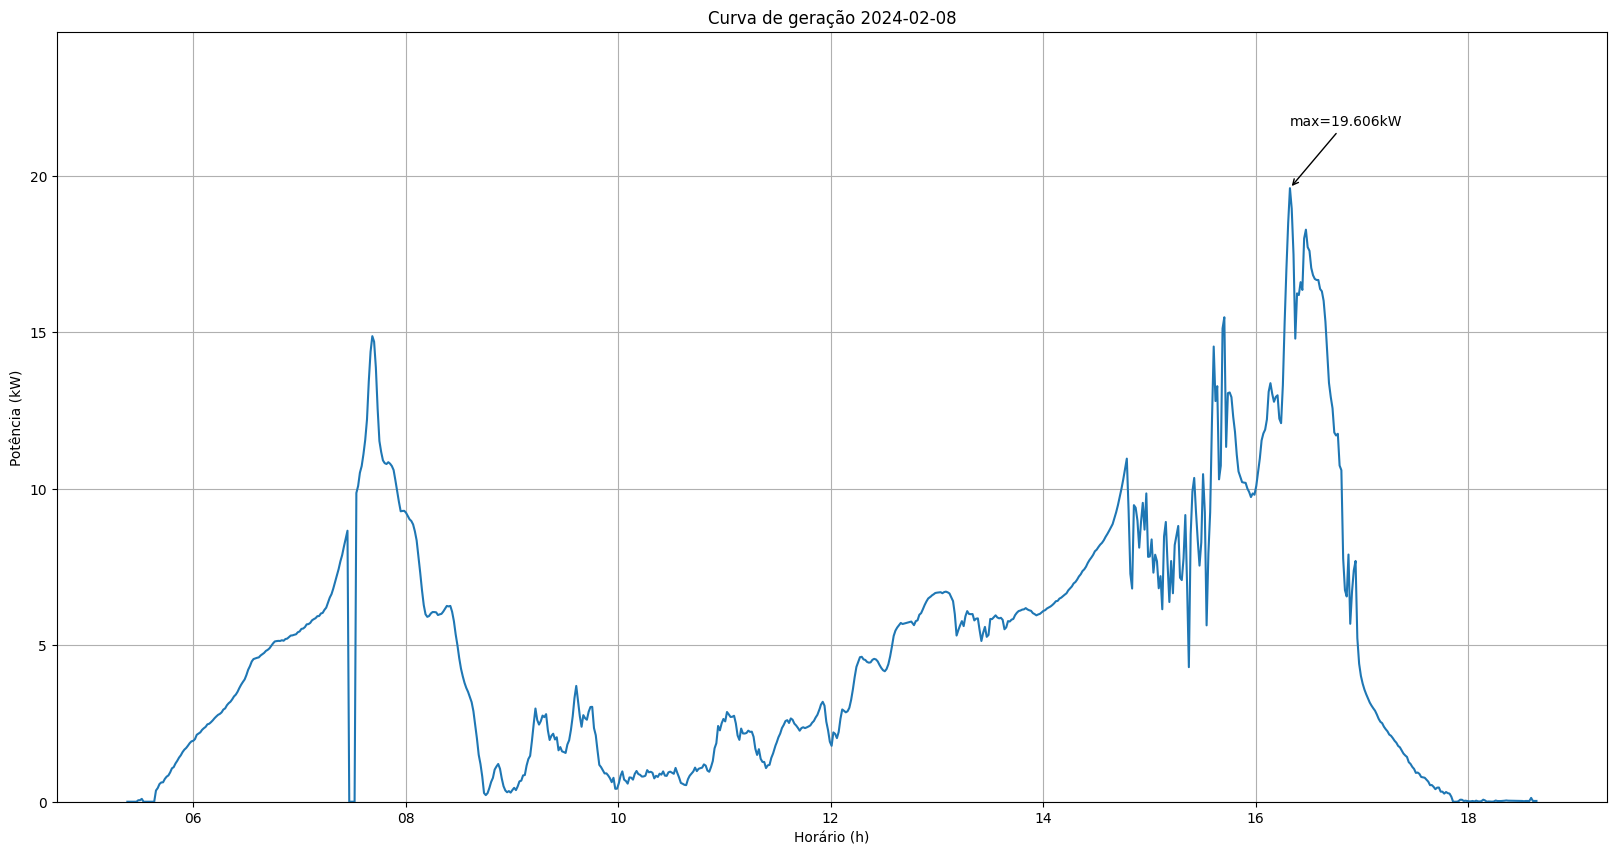 Curva de geração 2024-02-08
max=19.606kW
Potência (kW)
20
15
10
5
0
06 08 10 12 14 16 18
Horário (h)